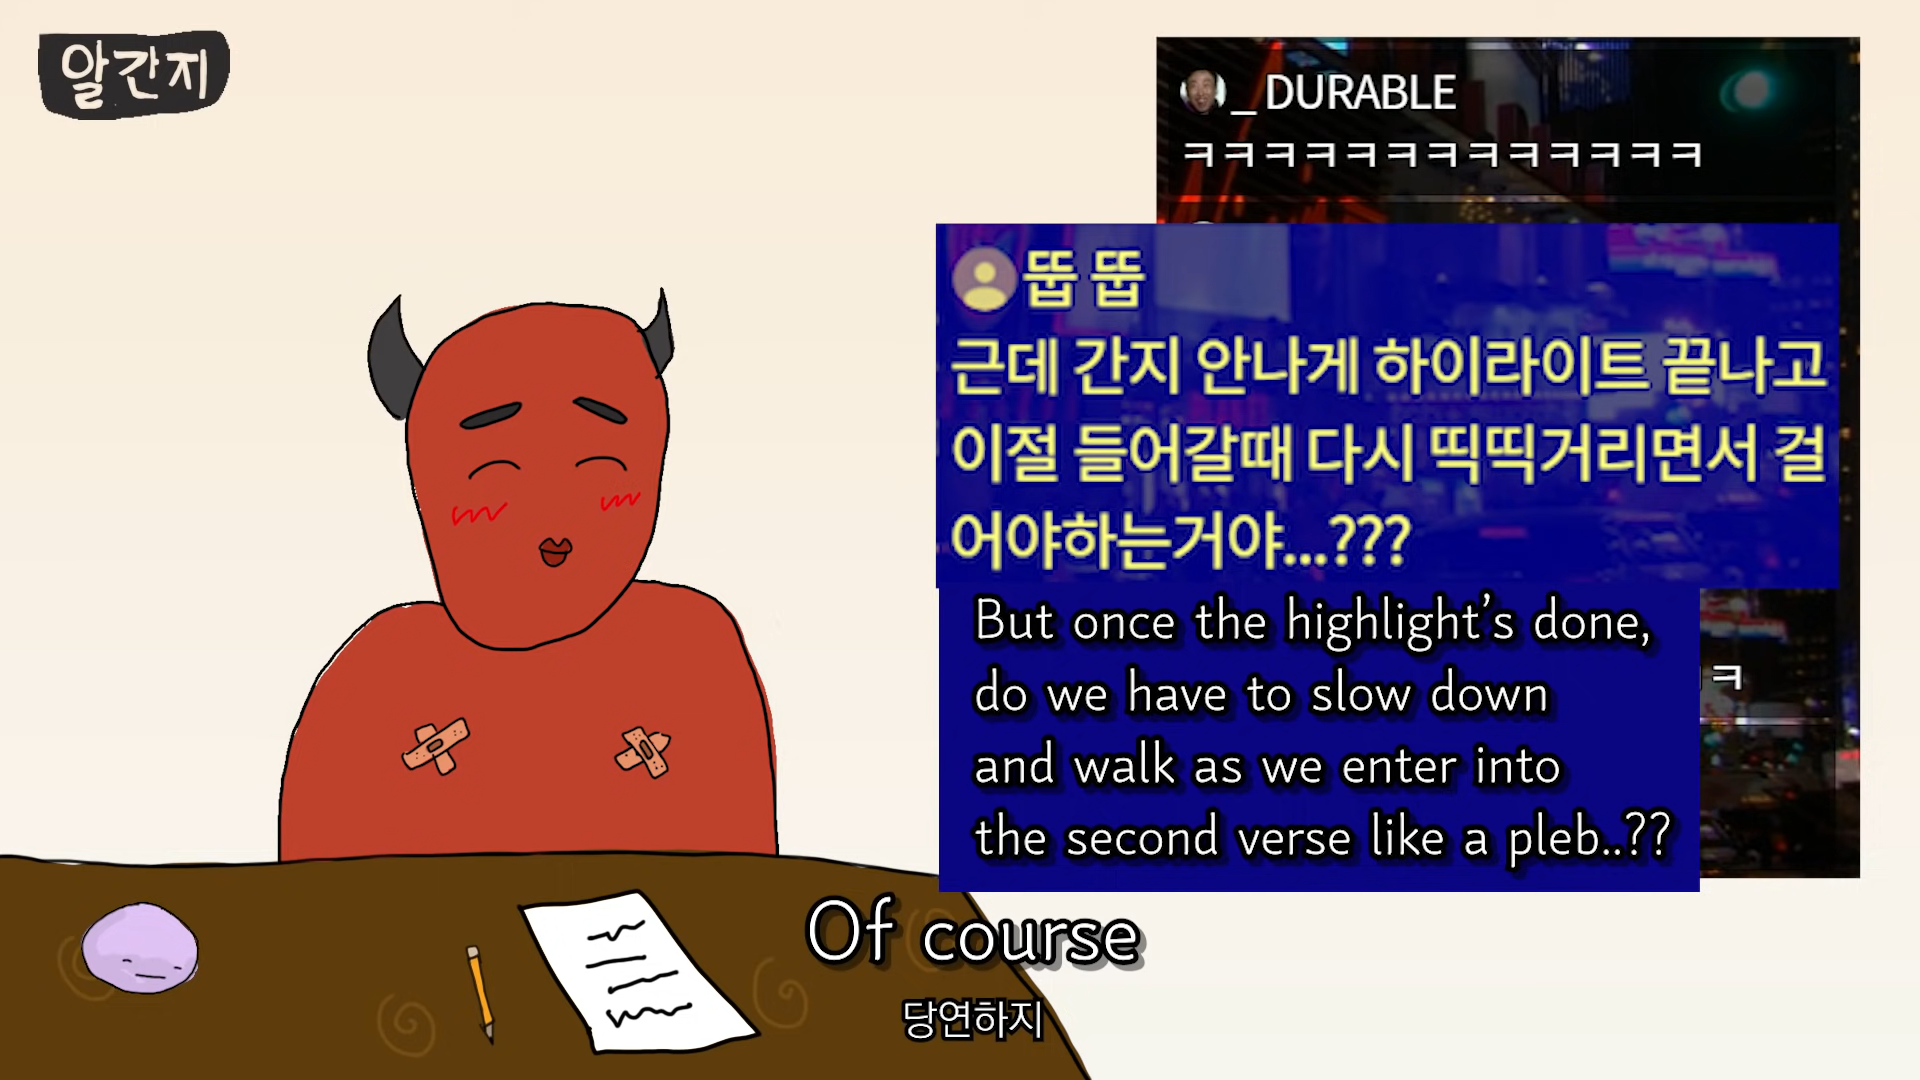 알간지
_ DURABLE
ㅋㅋㅋㅋㅋㅋㅋㅋㅋㅋㅋㅋㅋ
뚭 뚭
근데 간지 안나게 하이라이트 끝나고
이절 들어갈때 다시 띡띡거리면서 걸
어야하는거야...???
But once the highlight's done,
do we have to slow down
and walk as we enter into
the second verse like a pleb..??
ㅋ
Of course
당연하지